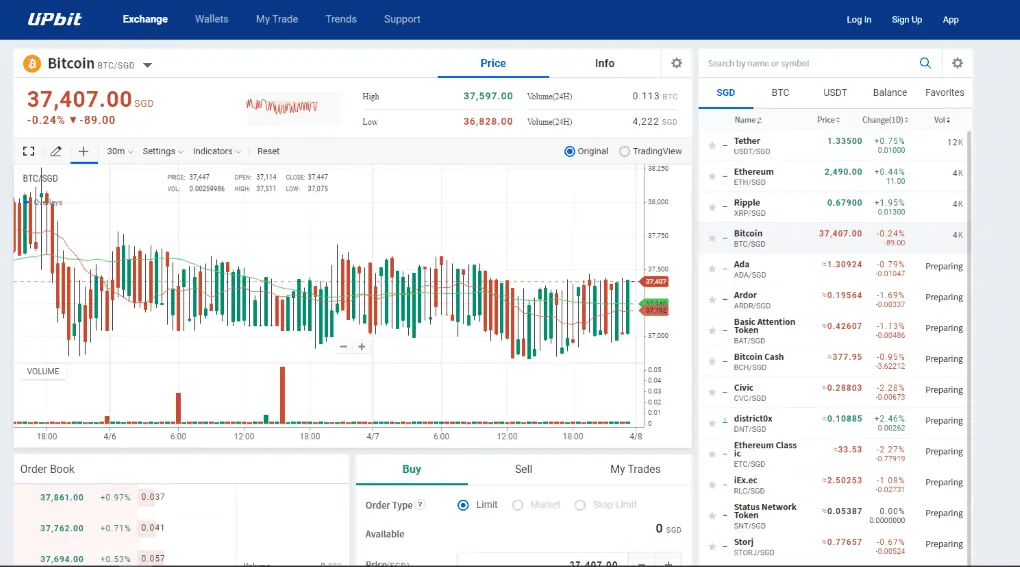 UPbit Exchange Wallets My Trade Trends Support Log In Sign Up App
Bitcoin BTC/SGD
Price Info
37,407.00 SGD
-0.24% ▼ -89.00
High 37,597.00 Volume(24H) 0.113 BTC
Low 36,828.00 Volume(24H) 4,222 SGD
30m Settings Indicators Reset Original TradingView
BTC/SGD
PRICE: 37,447 OPEN: 37,114 CLOSE: 37,447
VOL: 0.00259986 HIGH: 37,511 LOW: 37,075
Overlays
38,250
38,000
37,750
37,500
37,407
37,192
37,000
VOLUME
0.05
0.04
0.03
0.02
0.01
0
18:00 4/6 6:00 12:00 18:00 4/7 6:00 12:00 18:00 4/8
Order Book
37,861.00 +0.97% 0.037
37,762.00 +0.71% 0.041
37,694.00 +0.53% 0.057
Volume
Buy Sell My Trades
Order Type ? Limit Market Stop Limit
Available 0 SGD
Price(SGD) 37,407.00 − +
Search by name or symbol
SGD BTC USDT Balance Favorites
Name Price Change(1D) Vol
Tether 1.33500 +0.75% 12K
USDT/SGD 0.01000
Ethereum 2,490.00 +0.44% 4K
ETH/SGD 11.00
Ripple 0.67900 +1.95% 4K
XRP/SGD 0.01300
Bitcoin 37,407.00 -0.24% 4K
BTC/SGD -89.00
Ada ≈1.30924 -0.79% Preparing
ADA/SGD -0.01047
Ardor ≈0.19564 -1.69% Preparing
ARDR/SGD -0.00337
Basic Attention
Token ≈0.42607 -1.13% Preparing
BAT/SGD -0.00486
Bitcoin Cash ≈377.95 -0.95% Preparing
BCH/SGD -3.62212
Civic ≈0.28803 -2.28% Preparing
CVC/SGD -0.00673
district0x ≈0.10885 +2.46% Preparing
DNT/SGD 0.00262
Ethereum Class
ic ≈33.53 -2.27% Preparing
ETC/SGD -0.77919
iEx.ec ≈2.50253 -1.08% Preparing
RLC/SGD -0.02731
Status Network
Token ≈0.05387 0.00% Preparing
SNT/SGD 0.0000000
Storj ≈0.77657 -0.67% Preparing
STORJ/SGD -0.00524